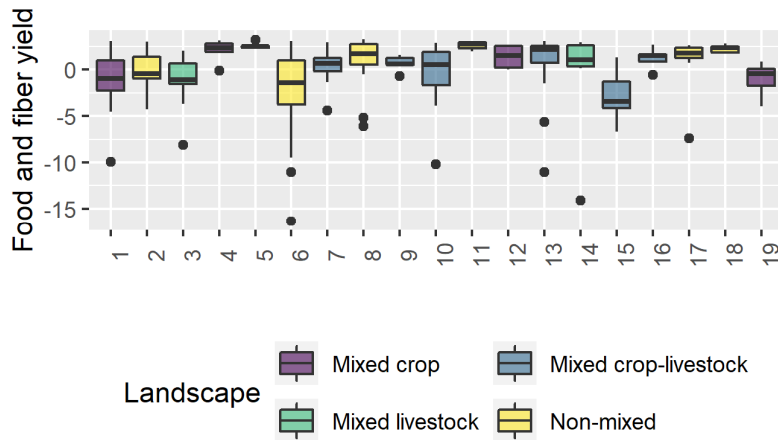 Food and fiber yield
0
-5
-10
-15
1 2 3 4 5 6 7 8 9 10 11 12 13 14 15 16 17 18 19
Landscape
Mixed crop
Mixed crop-livestock
Mixed livestock
Non-mixed